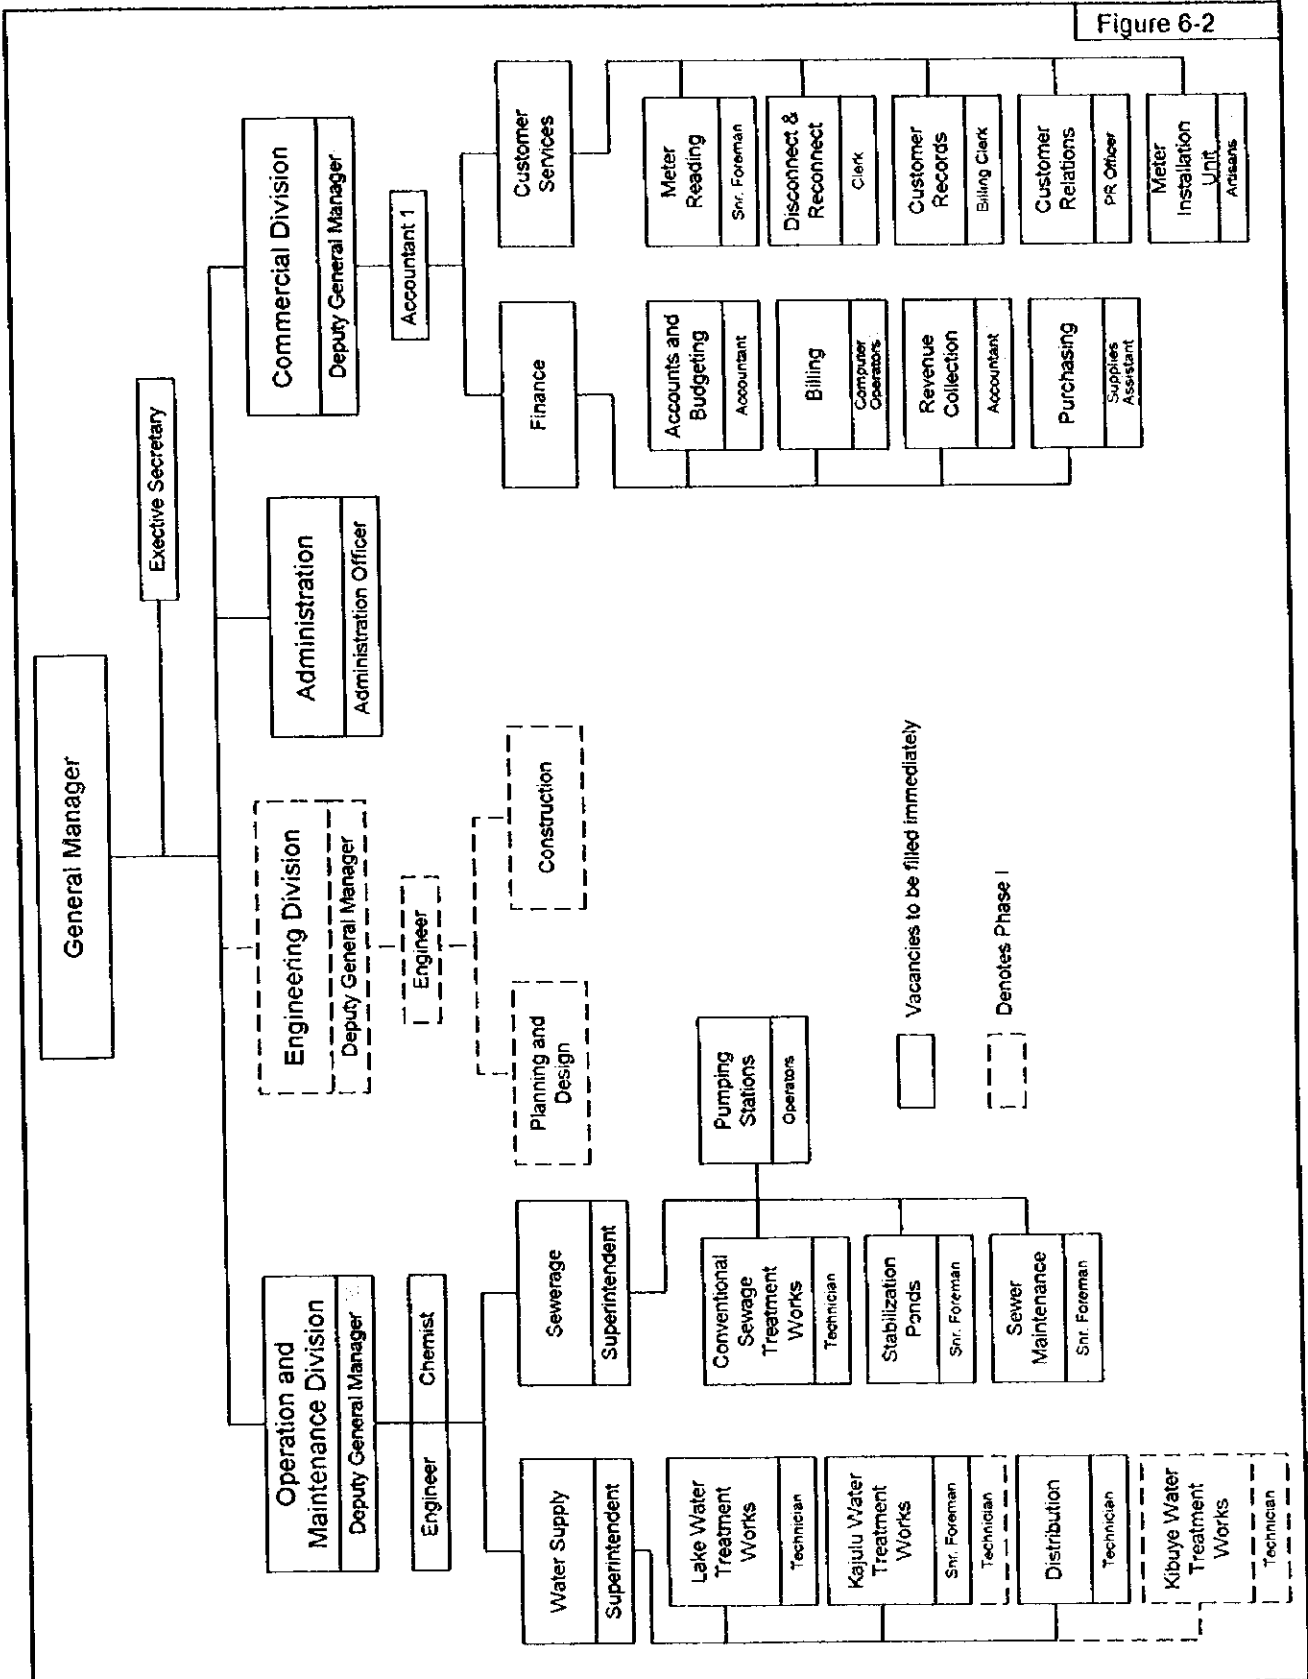 Figure 6-2
General Manager
Exective Secretary
Operation and
Maintenance Division
Deputy General Manager
Engineering Division
Deputy General Manager
Administration
Administration Officer
Commercial Division
Deputy General Manager
Engineer
Chemist
Engineer
Accountant 1
Water Supply
Superintendent
Sewerage
Superintendent
Planning and
Design
Construction
Finance
Customer
Services
Lake Water
Treatment
Works
Technician
Kajulu Water
Treatment
Works
Snr. Foreman
Technician
Distribution
Technician
Kibuye Water
Treatment
Works
Technician
Pumping
Stations
Operators
Conventional
Sewage
Treatment
Works
Technician
Stabilization
Ponds
Snr. Foreman
Sewer
Maintenance
Snr. Foreman
Accounts and
Budgeting
Accountant
Billing
Computer
Operators
Revenue
Collection
Accountant
Purchasing
Supplies
Assistant
Meter
Reading
Snr. Foreman
Disconnect &
Reconnect
Clerk
Customer
Records
Billing Clerk
Customer
Relations
PR Officer
Meter
Installation
Unit
Artisans
Vacancies to be filled immediately
Denotes Phase I